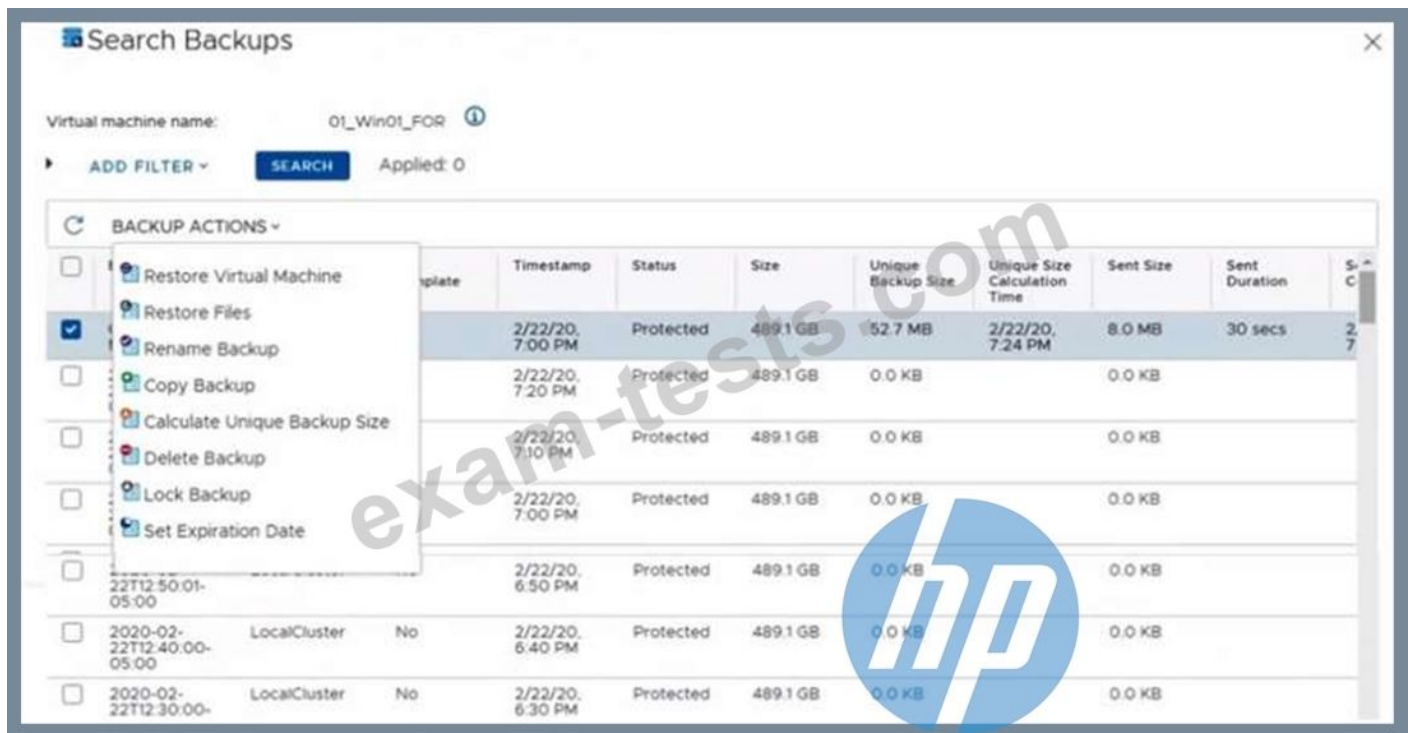 Search Backups
Virtual machine name: 01_Win01_FOR
ADD FILTER SEARCH Applied: 0
BACKUP ACTIONS
Restore Virtual Machine
Restore Files
Rename Backup
Copy Backup
Calculate Unique Backup Size
Delete Backup
Lock Backup
Set Expiration Date
Timestamp Status Size Unique Backup Size Unique Size Calculation Time Sent Size Sent Duration
2/22/20, 7:00 PM Protected 489.1 GB 52.7 MB 2/22/20, 7:24 PM 8.0 MB 30 secs
2/22/20, 7:20 PM Protected 489.1 GB 0.0 KB 0.0 KB
2/22/20, 7:10 PM Protected 489.1 GB 0.0 KB 0.0 KB
2/22/20, 7:00 PM Protected 489.1 GB 0.0 KB 0.0 KB
22T12:50:01-05:00 2/22/20, 6:50 PM Protected 489.1 GB 0.0 KB 0.0 KB
2020-02-22T12:40:00-05:00 LocalCluster No 2/22/20, 6:40 PM Protected 489.1 GB 0.0 KB 0.0 KB
2020-02-22T12:30:00- LocalCluster No 2/22/20, 6:30 PM Protected 489.1 GB 0.0 KB 0.0 KB
exam-tests.com
hp